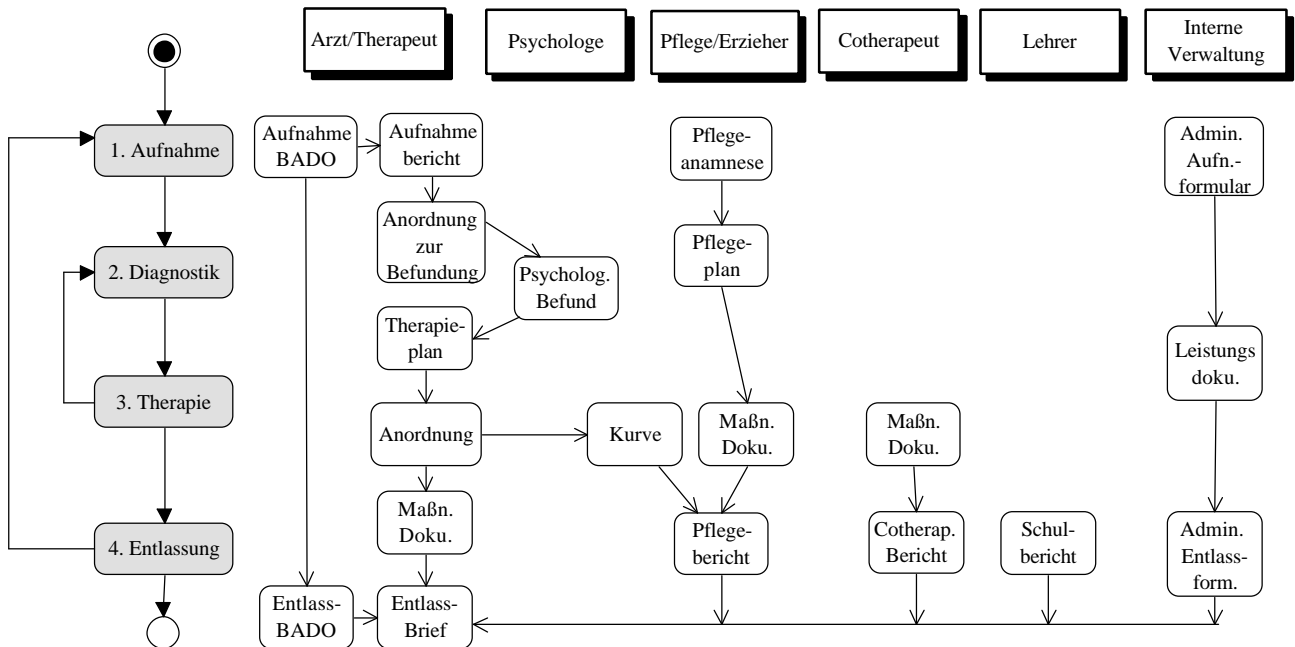 Arzt/Therapeut
Psychologe
Pflege/Erzieher
Cotherapeut
Lehrer
Interne
Verwaltung
1. Aufnahme
2. Diagnostik
3. Therapie
4. Entlassung
Aufnahme
BADO
Aufnahme
bericht
Pflege-
anamnese
Admin.
Aufn.-
formular
Anordnung
zur
Befundung
Psycholog.
Befund
Pflege-
plan
Therapie-
plan
Leistungs
doku.
Anordnung
Kurve
Maßn.
Doku.
Maßn.
Doku.
Maßn.
Doku.
Pflege-
bericht
Cotherap.
Bericht
Schul-
bericht
Admin.
Entlass-
form.
Entlass-
BADO
Entlass-
Brief